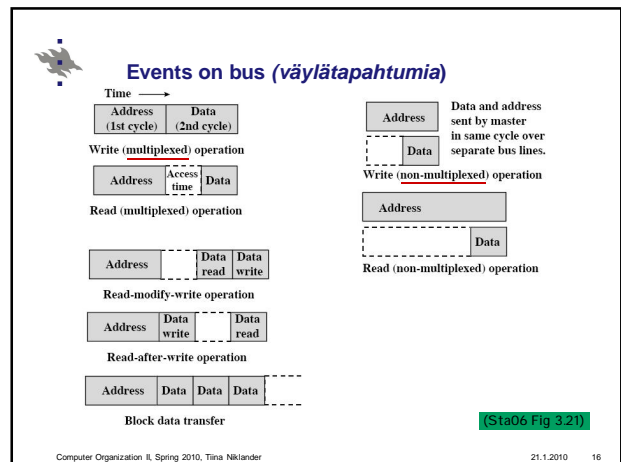 Events on bus (väylätapahtumia)
Time
Address Data
(1st cycle) (2nd cycle)
Write (multiplexed) operation
Address Access time Data
Read (multiplexed) operation
Address Data read Data write
Read-modify-write operation
Address Data write Data read
Read-after-write operation
Address Data Data Data
Block data transfer
Address
Data
Data and address
sent by master
in same cycle over
separate bus lines.
Write (non-multiplexed) operation
Address
Data
Read (non-multiplexed) operation
(Sta06 Fig 3.21)
Computer Organization II, Spring 2010, Tiina Niklander 21.1.2010 16